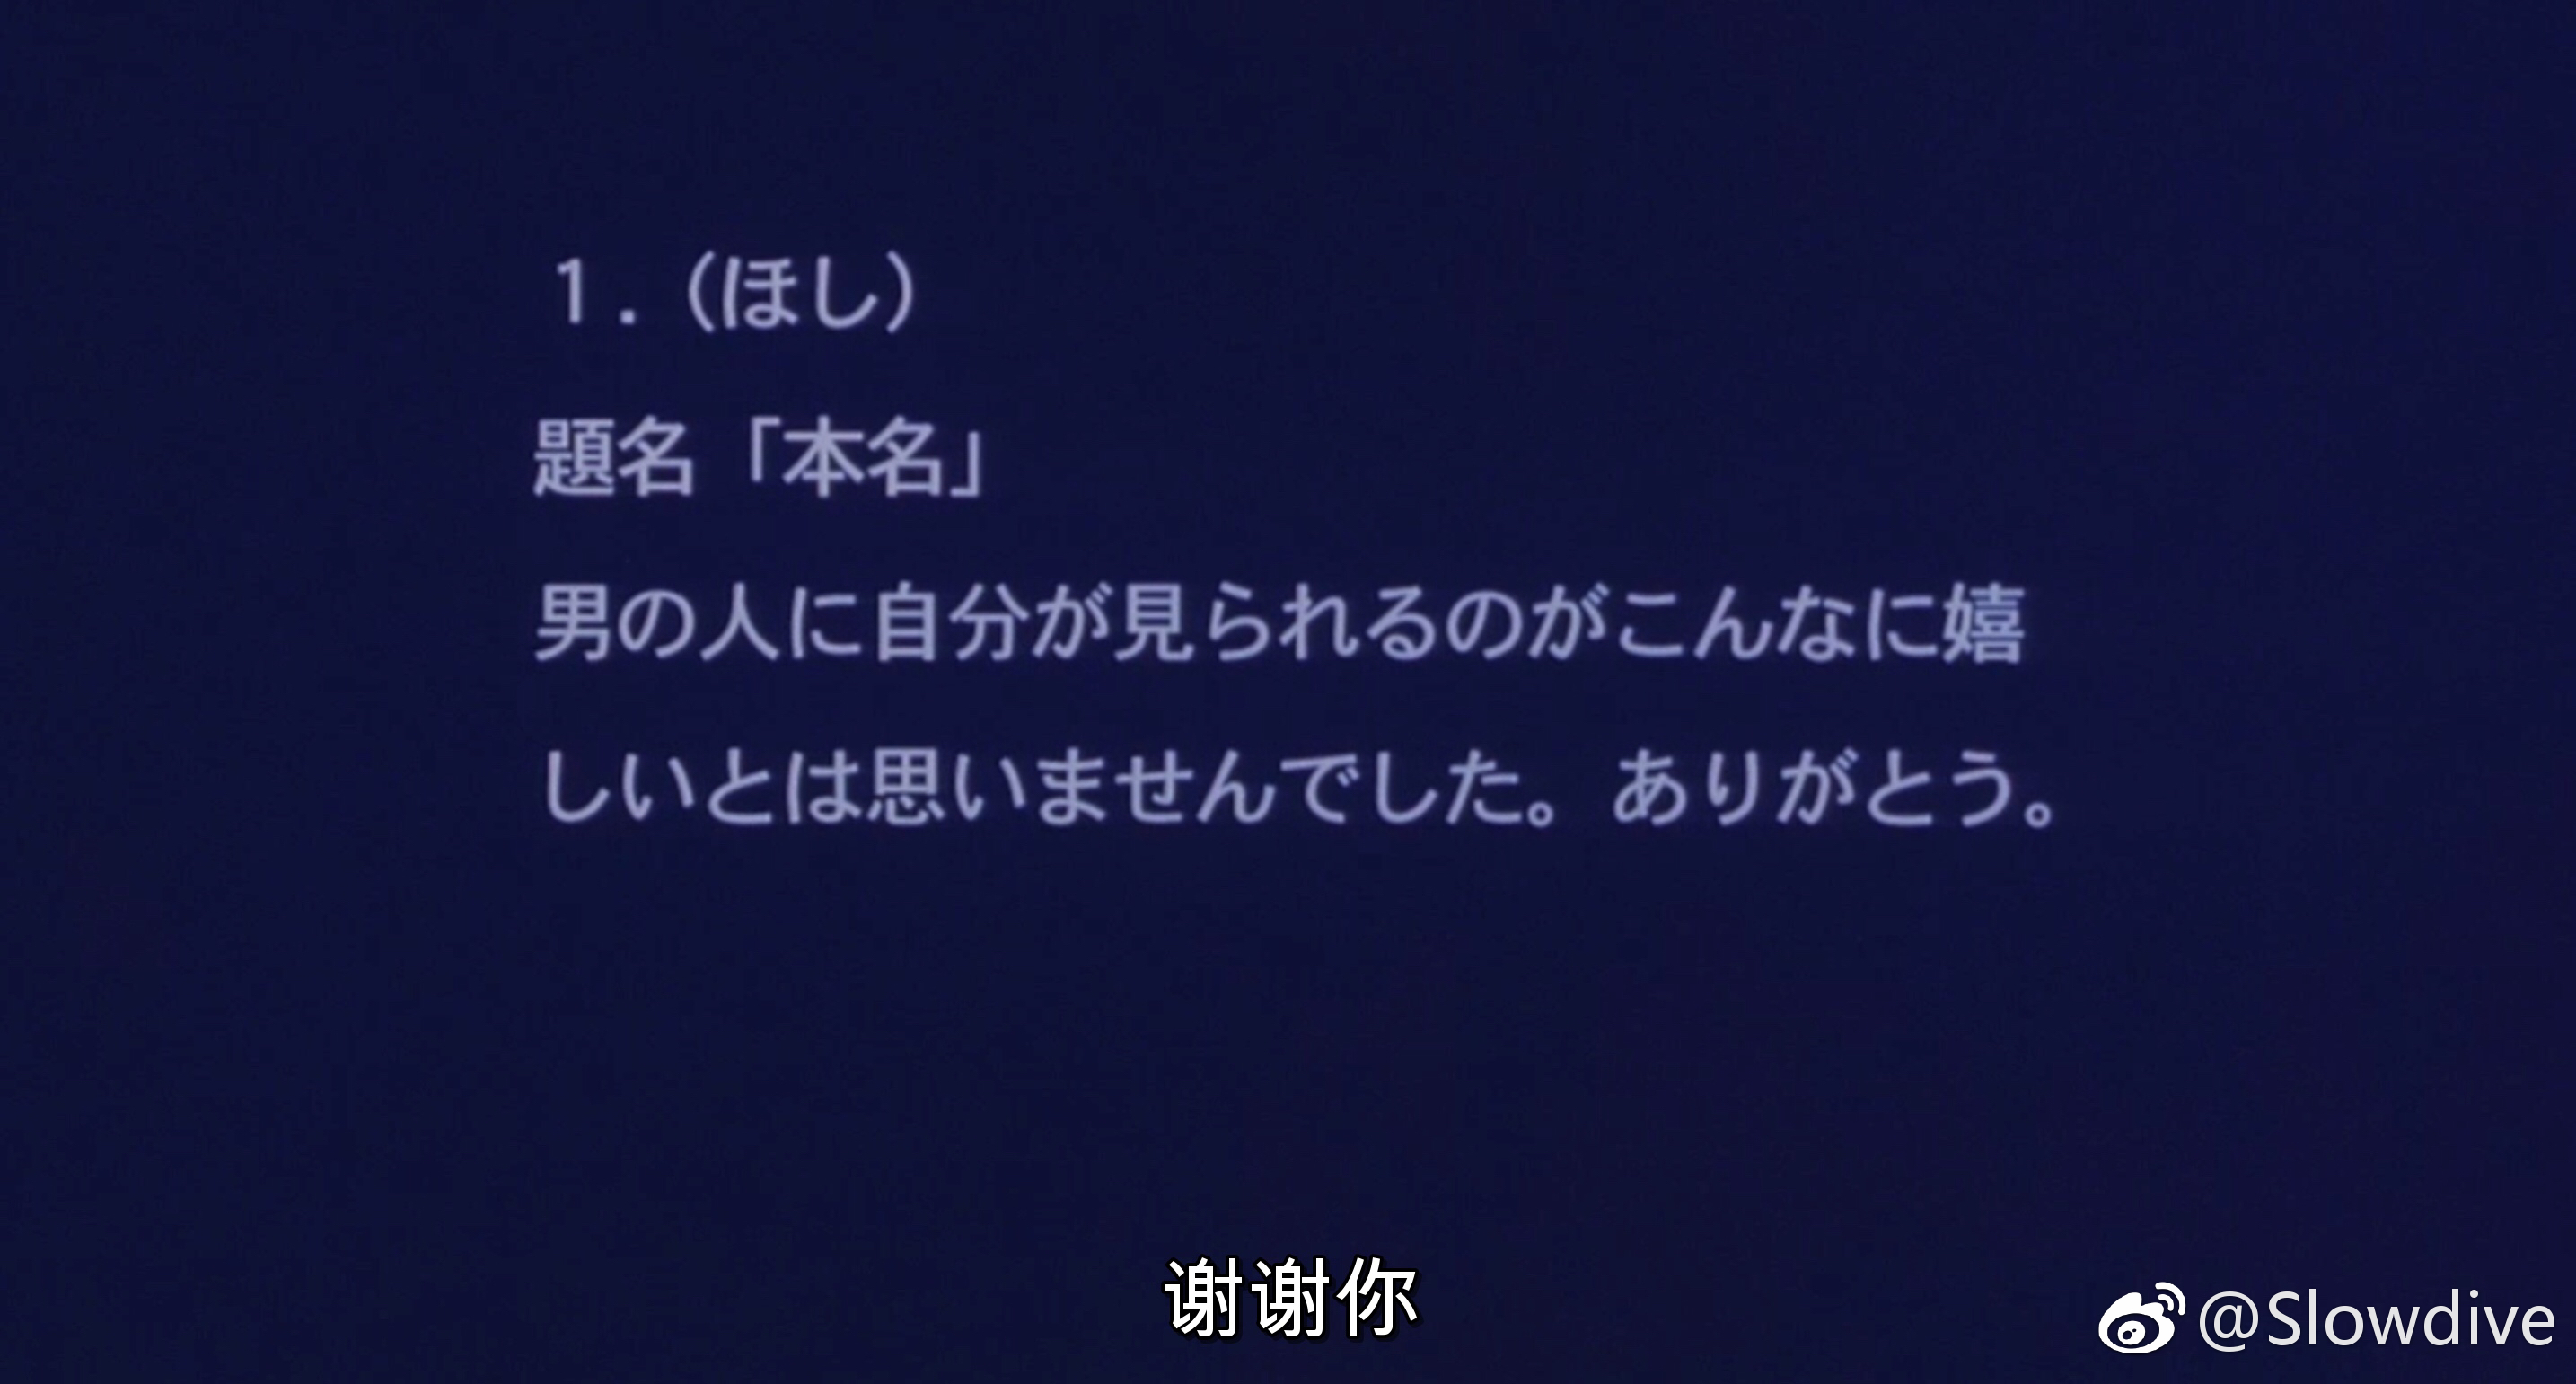 1．（ほし）
題名「本名」
男の人に自分が見られるのがこんなに嬉
しいとは思いませんでした。ありがとう。
谢谢你
@Slowdive